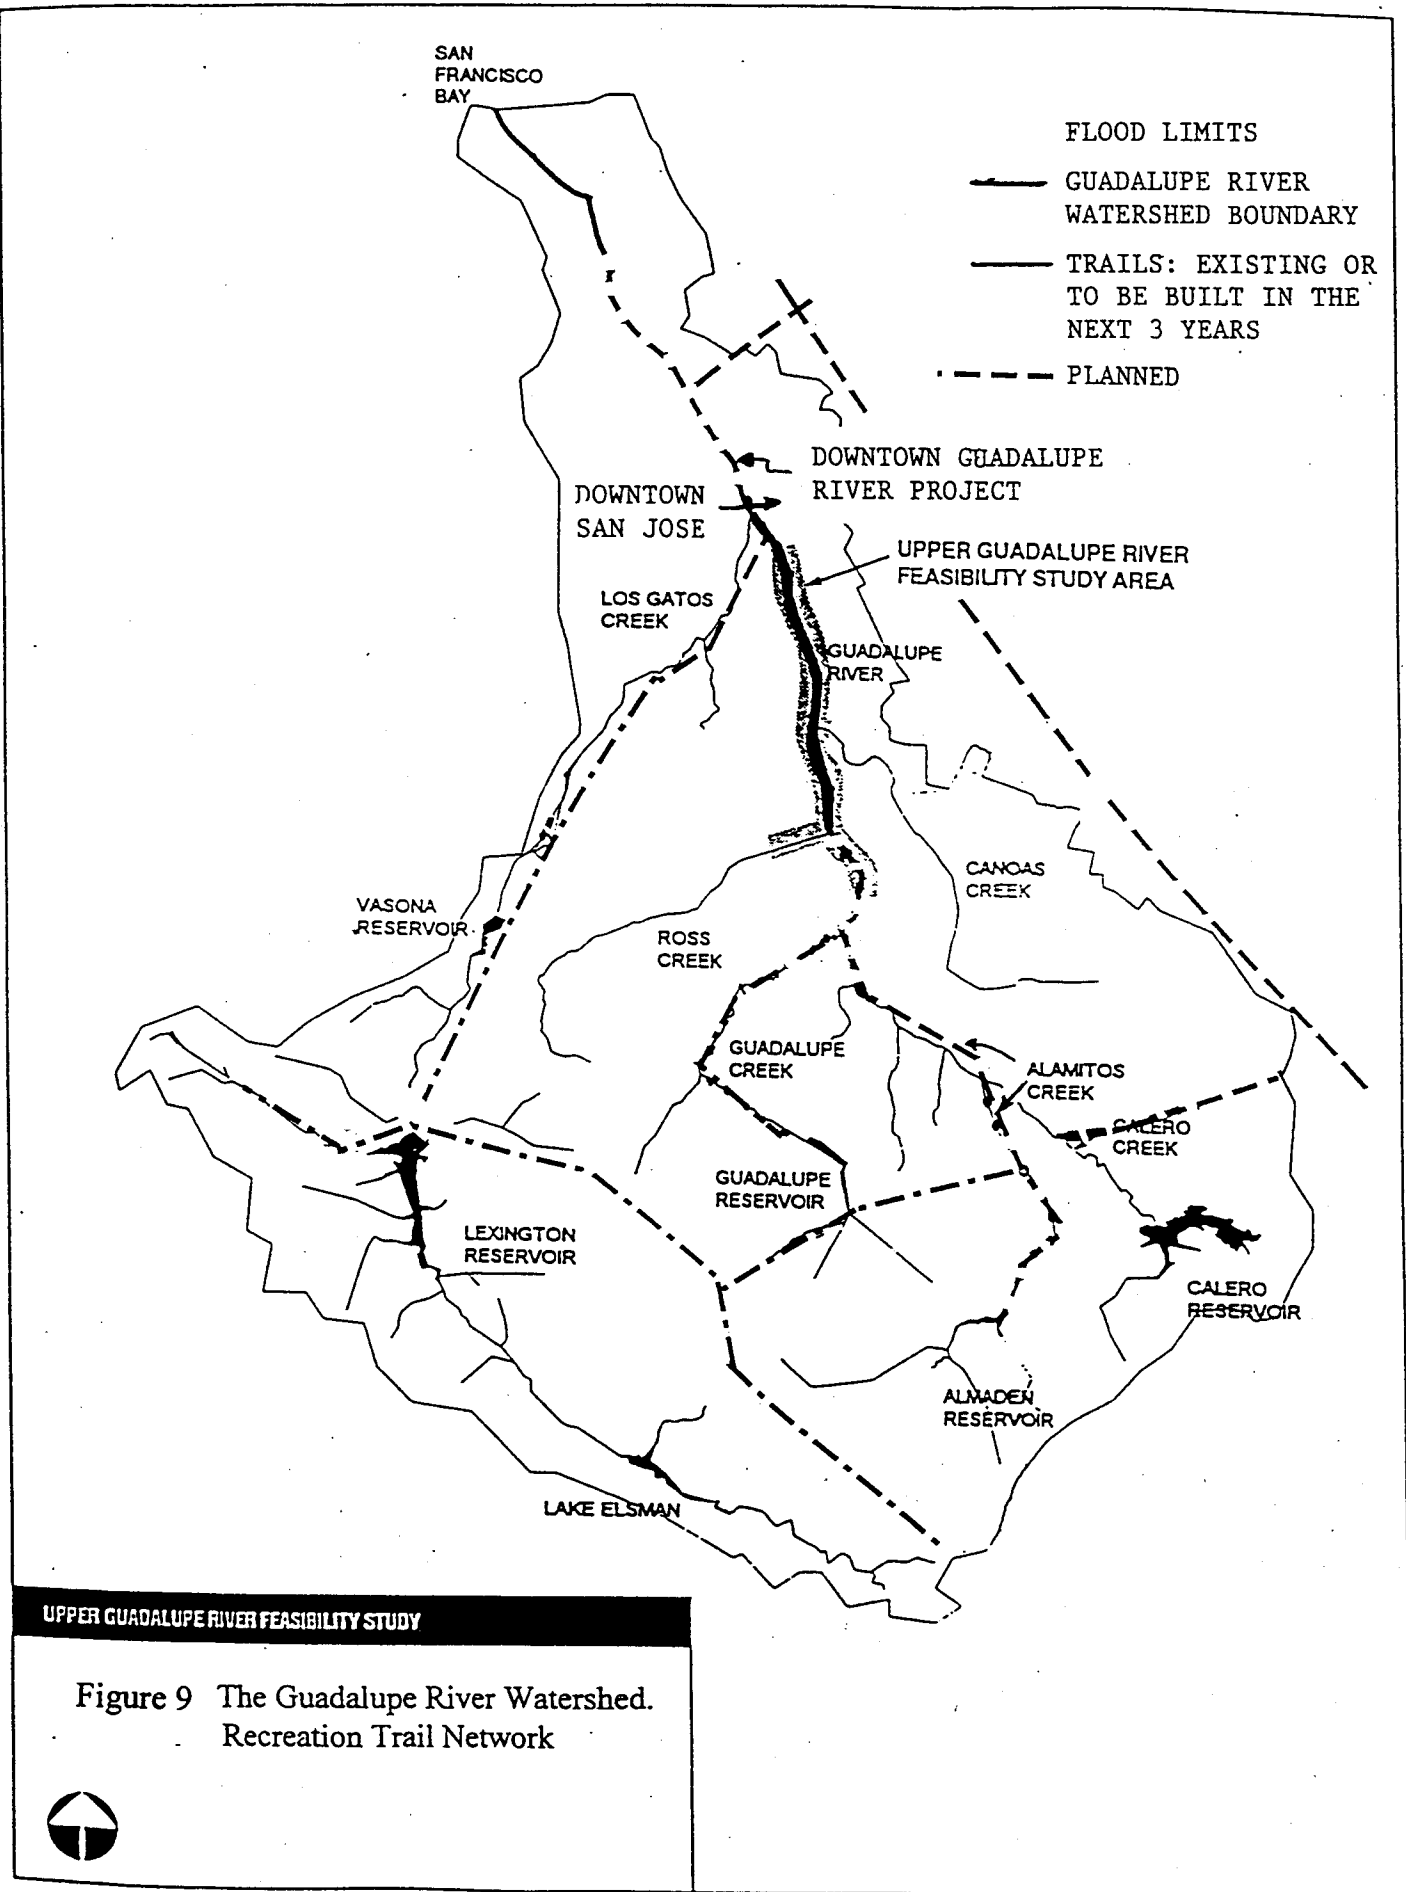 SAN
FRANCISCO
BAY
FLOOD LIMITS
GUADALUPE RIVER
WATERSHED BOUNDARY
TRAILS: EXISTING OR
TO BE BUILT IN THE
NEXT 3 YEARS
PLANNED
DOWNTOWN GUADALUPE
RIVER PROJECT
DOWNTOWN
SAN JOSE
UPPER GUADALUPE RIVER
FEASIBILITY STUDY AREA
LOS GATOS
CREEK
GUADALUPE
RIVER
CANOAS
CREEK
VASONA
RESERVOIR
ROSS
CREEK
GUADALUPE
CREEK
ALAMITOS
CREEK
CALERO
CREEK
GUADALUPE
RESERVOIR
LEXINGTON
RESERVOIR
CALERO
RESERVOIR
ALMADEN
RESERVOIR
LAKE ELSMAN
UPPER GUADALUPE RIVER FEASIBILITY STUDY
Figure 9 The Guadalupe River Watershed.
Recreation Trail Network